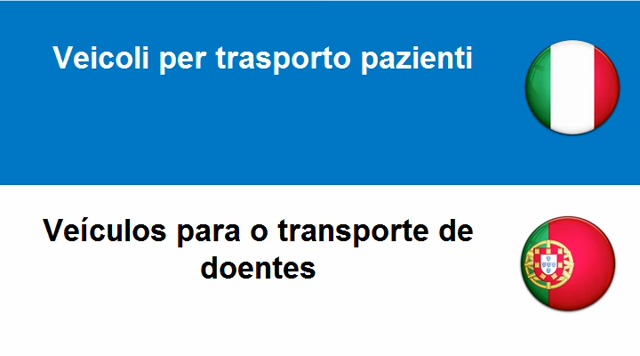 Veicoli per trasporto pazienti
Veículos para o transporte de
doentes